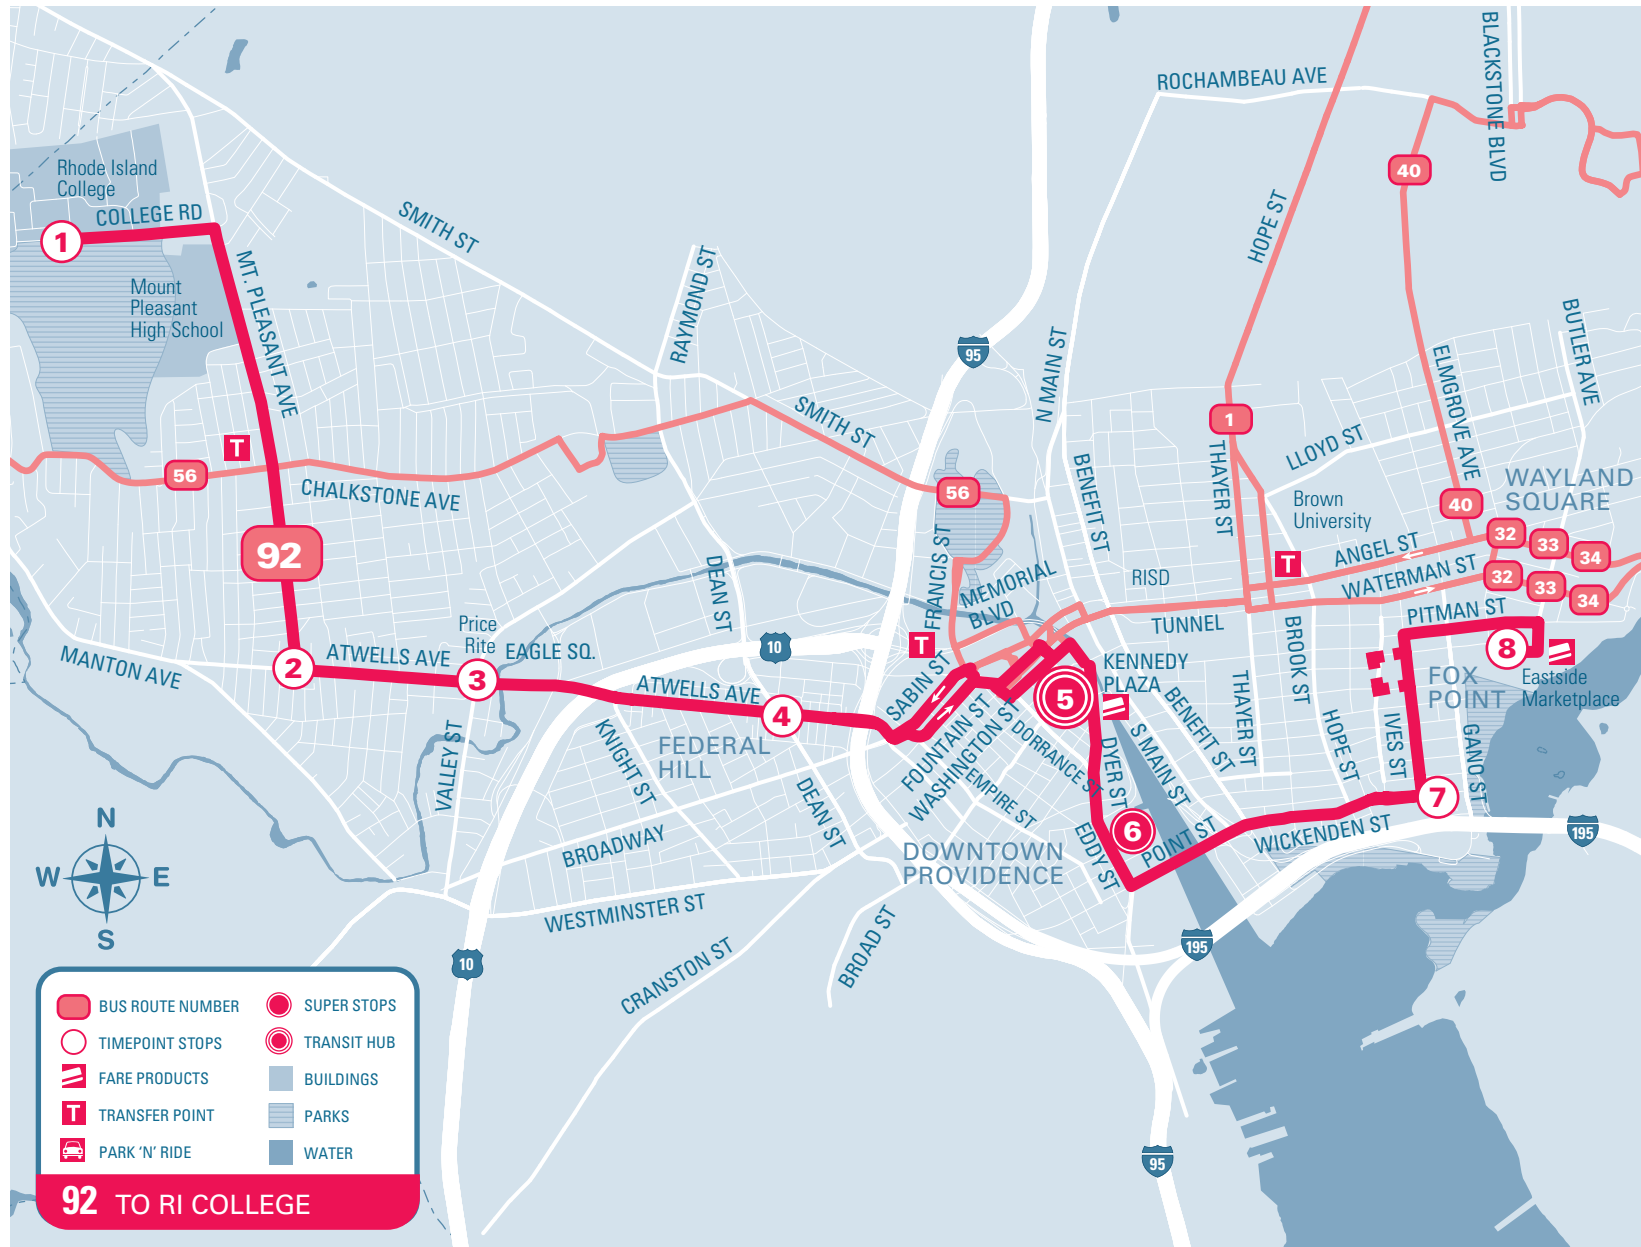 BLACKSTONE BLVD
ROCHAMBEAU AVE
Rhode Island
College
COLLEGE RD
1
SMITH ST
40
HOPE ST
MT. PLEASANT AVE
Mount
Pleasant
High School
RAYMOND ST
95
N MAIN ST
BUTLER AVE
ELMGROVE AVE
SMITH ST
1
THAYER ST
LLOYD ST
T
56
CHALKSTONE AVE
56
BENEFIT ST
Brown
University
WAYLAND
SQUARE
40
92
DEAN ST
FRANCIS ST
MEMORIAL
BLVD
RISD
T
ANGEL ST
32
33
34
WATERMAN ST
32
33
34
TUNNEL
PITMAN ST
Price
Rite
EAGLE SQ.
10
T
SABIN ST
MANTON AVE
2
ATWELLS AVE
3
ATWELLS AVE
4
5
KENNEDY
PLAZA
BROOK ST
8
FOX
POINT
Eastside
Marketplace
THAYER ST
BENEFIT ST
HOPE ST
IVES ST
GANO ST
VALLEY ST
KNIGHT ST
FEDERAL
HILL
DEAN ST
FOUNTAIN ST
WASHINGTON ST
DORRANCE ST
EMPIRE ST
DYER ST
S MAIN ST
6
7
EDDY ST
POINT ST
WICKENDEN ST
195
BROADWAY
DOWNTOWN
PROVIDENCE
N
W
E
S
WESTMINSTER ST
CRANSTON ST
BROAD ST
195
10
95
BUS ROUTE NUMBER
SUPER STOPS
TIMEPOINT STOPS
TRANSIT HUB
FARE PRODUCTS
BUILDINGS
T
TRANSFER POINT
PARKS
PARK ‘N’ RIDE
WATER
92 TO RI COLLEGE